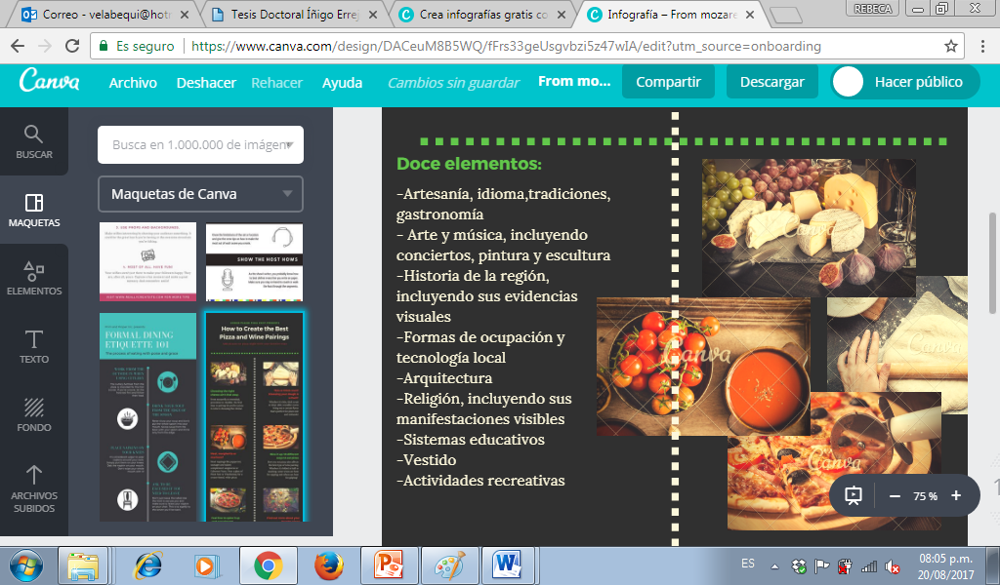 Correo - velabequi@hotm
Tesis Doctoral Íñigo Erre
Crea infografías gratis co
Infografía – From mozare
REBECA
Es seguro
https://www.canva.com/design/DACeuM8B5WQ/fFrs33geUsgvbzi5z47wIA/edit?utm_source=onboarding
Canva
Archivo
Deshacer
Rehacer
Ayuda
Cambios sin guardar
From mo...
Compartir
Descargar
Hacer público
BUSCAR
MAQUETAS
ELEMENTOS
TEXTO
FONDO
ARCHIVOS
SUBIDOS
Busca en 1.000.000 de imágen
Maquetas de Canva
SHOW THE HOST HOWS
FORMAL DINING
ETIQUETTE 101
How to Create the Best
Pizza and Wine Pairings
Doce elementos:
-Artesanía, idioma,tradiciones,
gastronomía
- Arte y música, incluyendo
conciertos, pintura y escultura
-Historia de la región,
incluyendo sus evidencias
visuales
-Formas de ocupación y
tecnología local
-Arquitectura
-Religión, incluyendo sus
manifestaciones visibles
-Sistemas educativos
-Vestido
-Actividades recreativas
Canva
Canva
Canva
Canva
75 %
ES
08:05 p.m.
20/08/2017